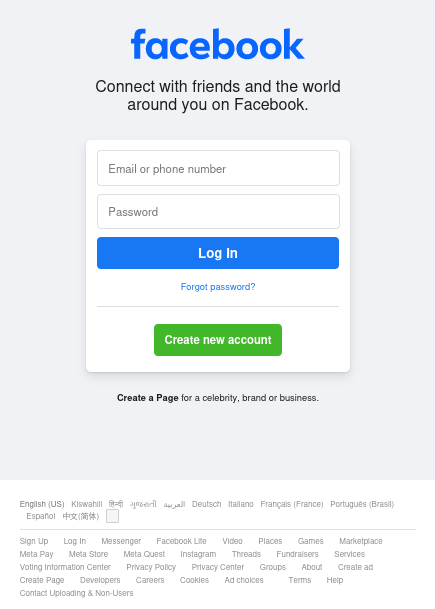 facebook
Connect with friends and the world
around you on Facebook.
Email or phone number
Password
Log In
Forgot password?
Create new account
Create a Page for a celebrity, brand or business.
English (US) Kiswahili हिन्दी ગુજરાતી العربية Deutsch Italiano Français (France) Português (Brasil)
Español 中文(简体)
Sign Up Log In Messenger Facebook Lite Video Places Games Marketplace
Meta Pay Meta Store Meta Quest Instagram Threads Fundraisers Services
Voting Information Center Privacy Policy Privacy Center Groups About Create ad
Create Page Developers Careers Cookies Ad choices Terms Help
Contact Uploading & Non-Users